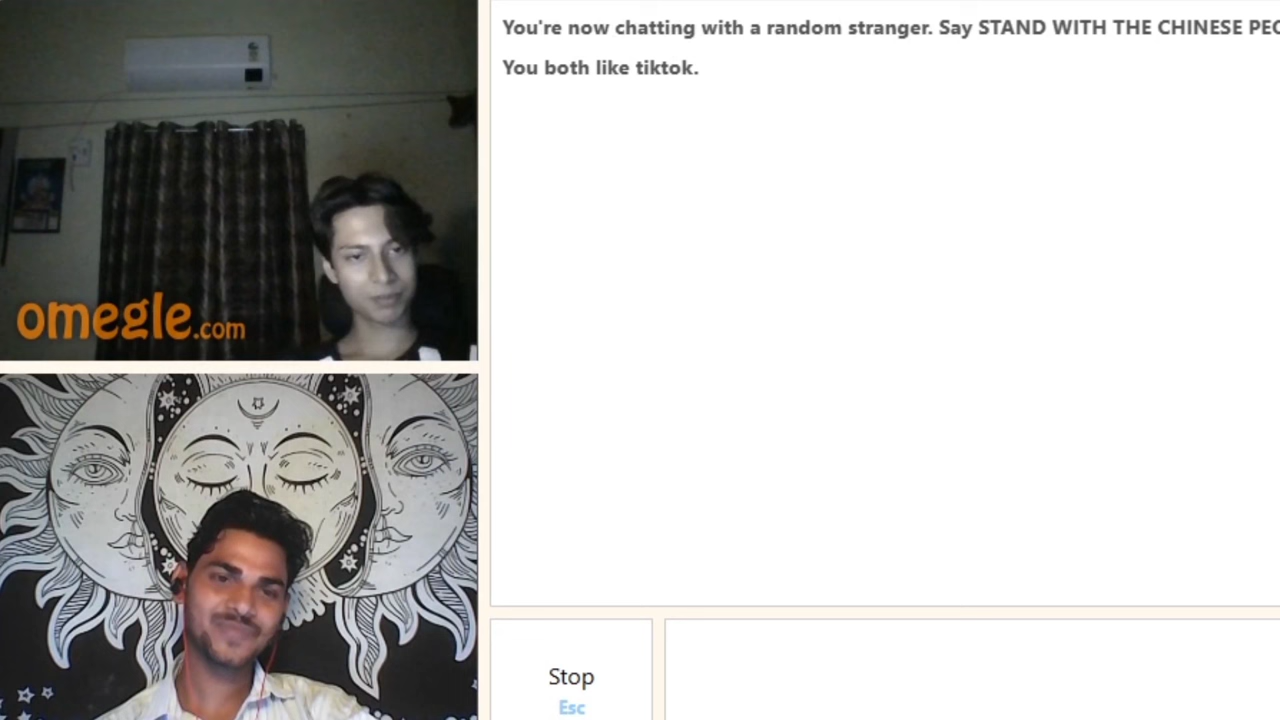 You're now chatting with a random stranger. Say STAND WITH THE CHINESE
You both like tiktok.
omegle.com
Stop
Esc